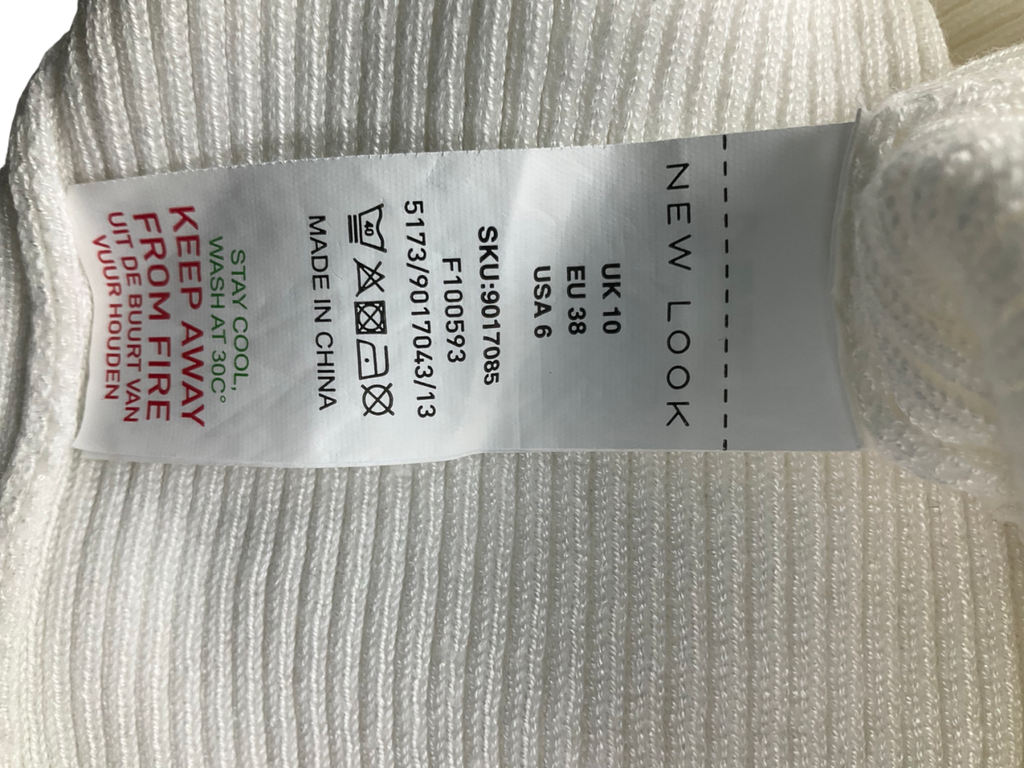 NEW LOOK
UK 10
EU 38
USA 6
SKU:9017085
F100593
5173/9017043/13
40
MADE IN CHINA
STAY COOL,
WASH AT 30C°
KEEP AWAY
FROM FIRE
UIT DE BUURT VAN
VUUR HOUDEN